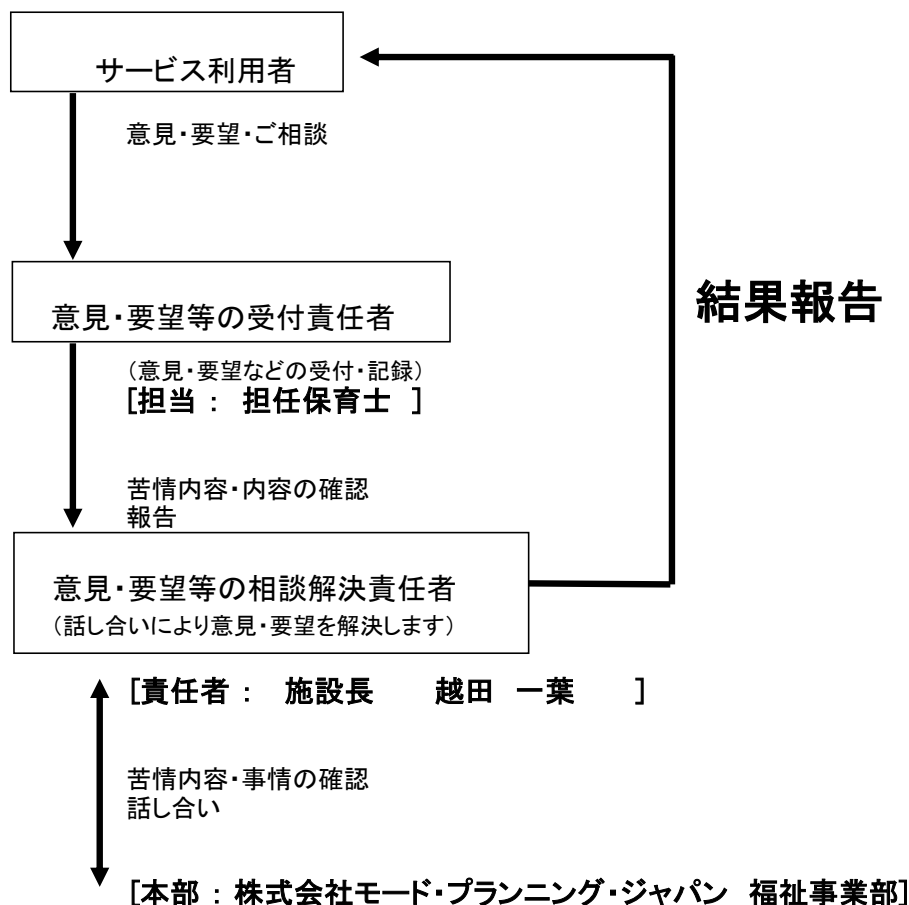 サービス利用者
意見・要望・ご相談
意見・要望等の受付責任者
（意見・要望などの受付・記録）
[担当 ： 担任保育士 ]
苦情内容・内容の確認
報告
意見・要望等の相談解決責任者
（話し合いにより意見・要望を解決します）
[責任者 ： 施設長 越田 一葉 ]
苦情内容・事情の確認
話し合い
[本部 ： 株式会社モード・プランニング・ジャパン 福祉事業部]
結果報告